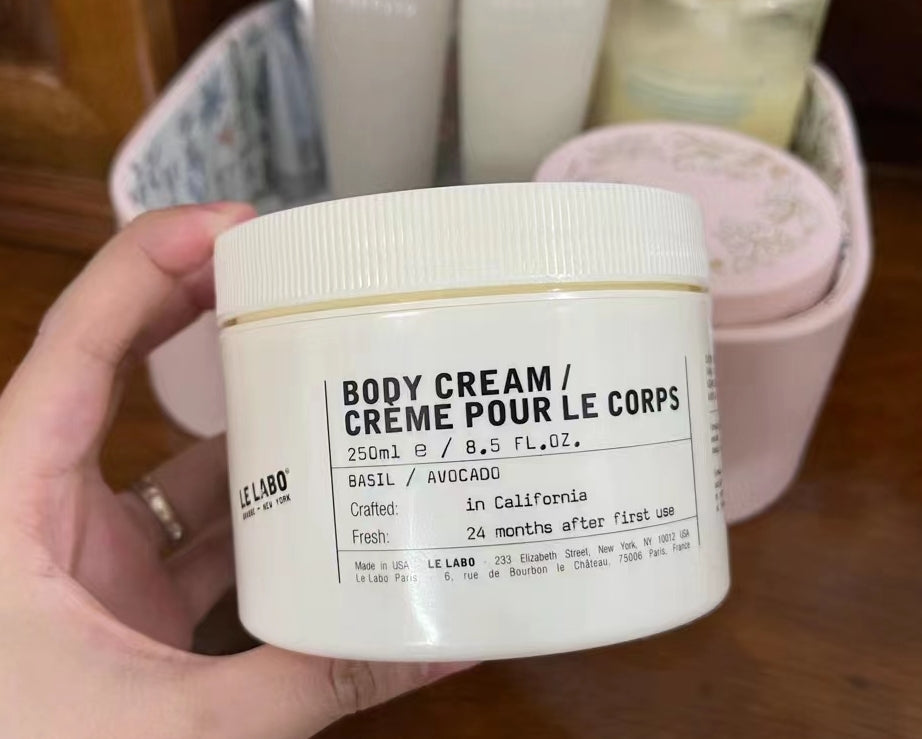 BODY CREAM /
CRÈME POUR LE CORPS
250ml e / 8.5 FL.OZ.
BASIL / AVOCADO
Crafted: in California
Fresh: 24 months after first use
Made in USA LE LABO · 233 Elizabeth Street, New York, NY 10012 USA
Le Labo Paris 6, rue de Bourbon le Château, 75006 Paris, France
LE LABO
GRASSE - NEW YORK